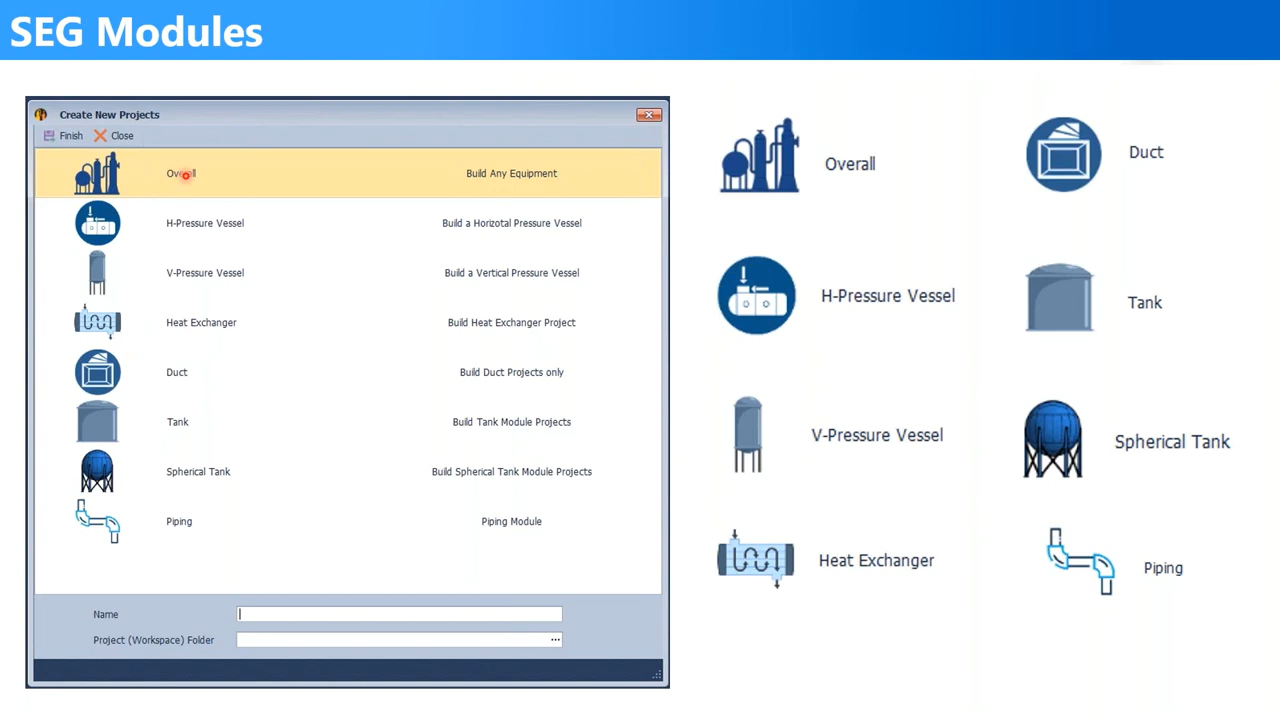 SEG Modules
Create New Projects
Finish Close
Overall Build Any Equipment
H-Pressure Vessel Build a Horizotal Pressure Vessel
V-Pressure Vessel Build a Vertical Pressure Vessel
Heat Exchanger Build Heat Exchanger Project
Duct Build Duct Projects only
Tank Build Tank Module Projects
Spherical Tank Build Spherical Tank Module Projects
Piping Piping Module
Name
Project (Workspace) Folder ...
Overall
Duct
H-Pressure Vessel
Tank
V-Pressure Vessel
Spherical Tank
Heat Exchanger
Piping